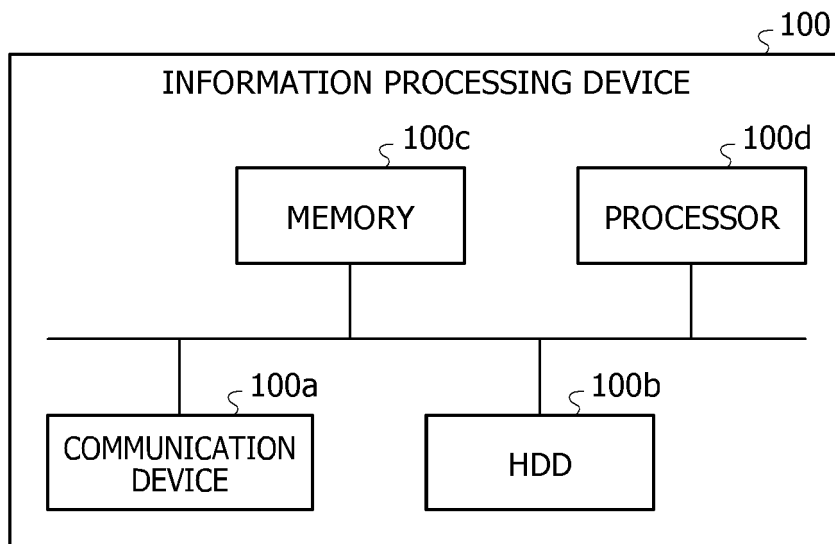 100
INFORMATION PROCESSING DEVICE
100c
100d
MEMORY
PROCESSOR
100a
100b
COMMUNICATION
DEVICE
HDD